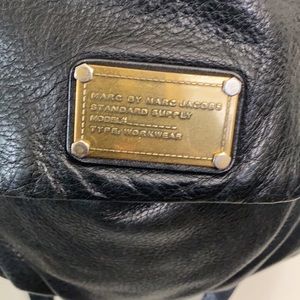 MARC BY MARC JACOBS
STANDARD SUPPLY
MODEL:
TYPE: WORKWEAR